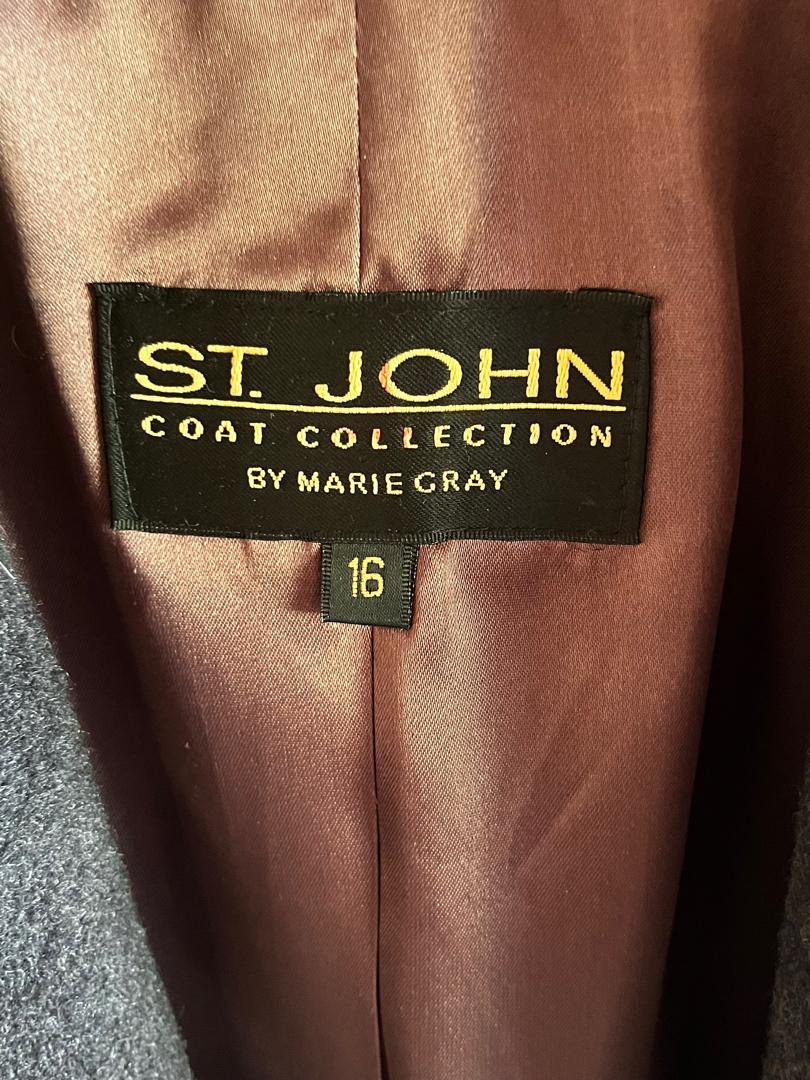 ST. JOHN
COAT COLLECTION
BY MARIE GRAY
16